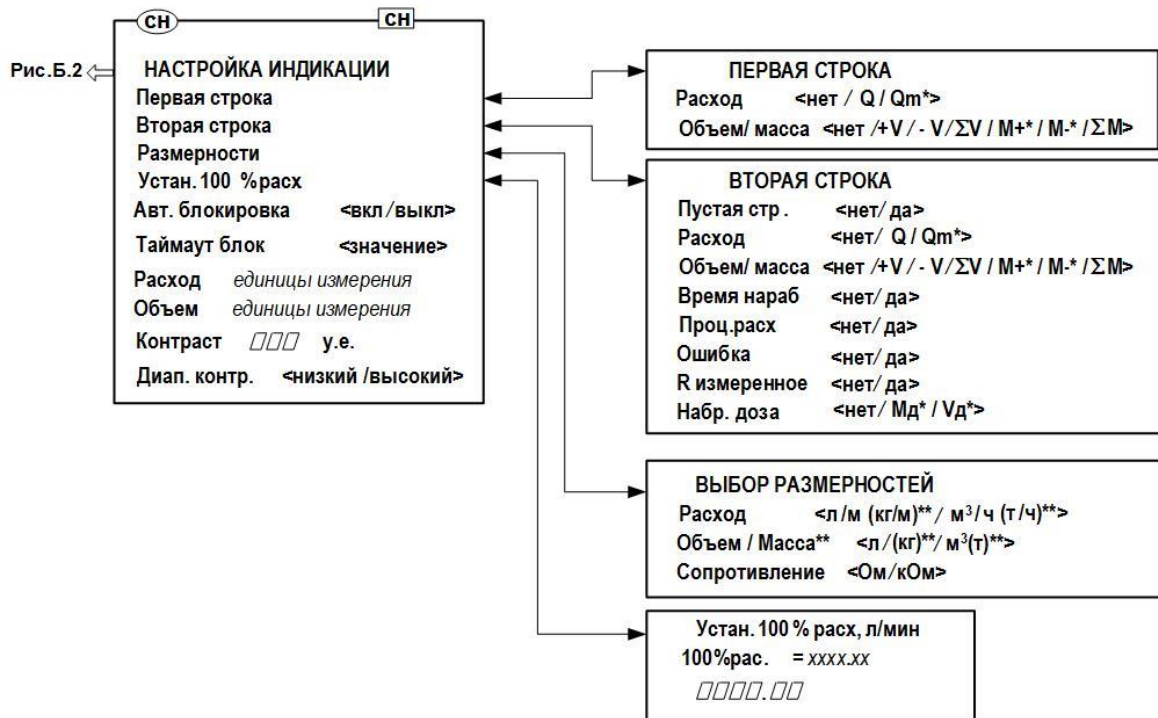 СН
СН
Рис.Б.2
НАСТРОЙКА ИНДИКАЦИИ
Первая строка
Вторая строка
Размерности
Устан.100 %расх
Авт. блокировка <вкл/выкл>
Таймаут блок <значение>
Расход единицы измерения
Объем единицы измерения
Контраст у.е.
Диап. контр. <низкий /высокий>
ПЕРВАЯ СТРОКА
Расход <нет / Q / Qm*>
Объем/ масса <нет /+V / - V/ΣV / M+* / M-* /ΣM>
ВТОРАЯ СТРОКА
Пустая стр. <нет/ да>
Расход <нет/ Q / Qm*>
Объем/ масса <нет /+V / - V/ΣV / M+* / M-* /ΣM>
Время нараб <нет/ да>
Проц.расх <нет/ да>
Ошибка <нет/ да>
R измеренное <нет/ да>
Набр. доза <нет/ Мд* / Vд*>
ВЫБОР РАЗМЕРНОСТЕЙ
Расход <л/м (кг/м)**/ м³/ч (т/ч)**>
Объем / Масса** <л/(кг)**/ м³(т)**>
Сопротивление <Ом/кОм>
Устан.100 % расх, л/мин
100%рас. = xxxx.xx